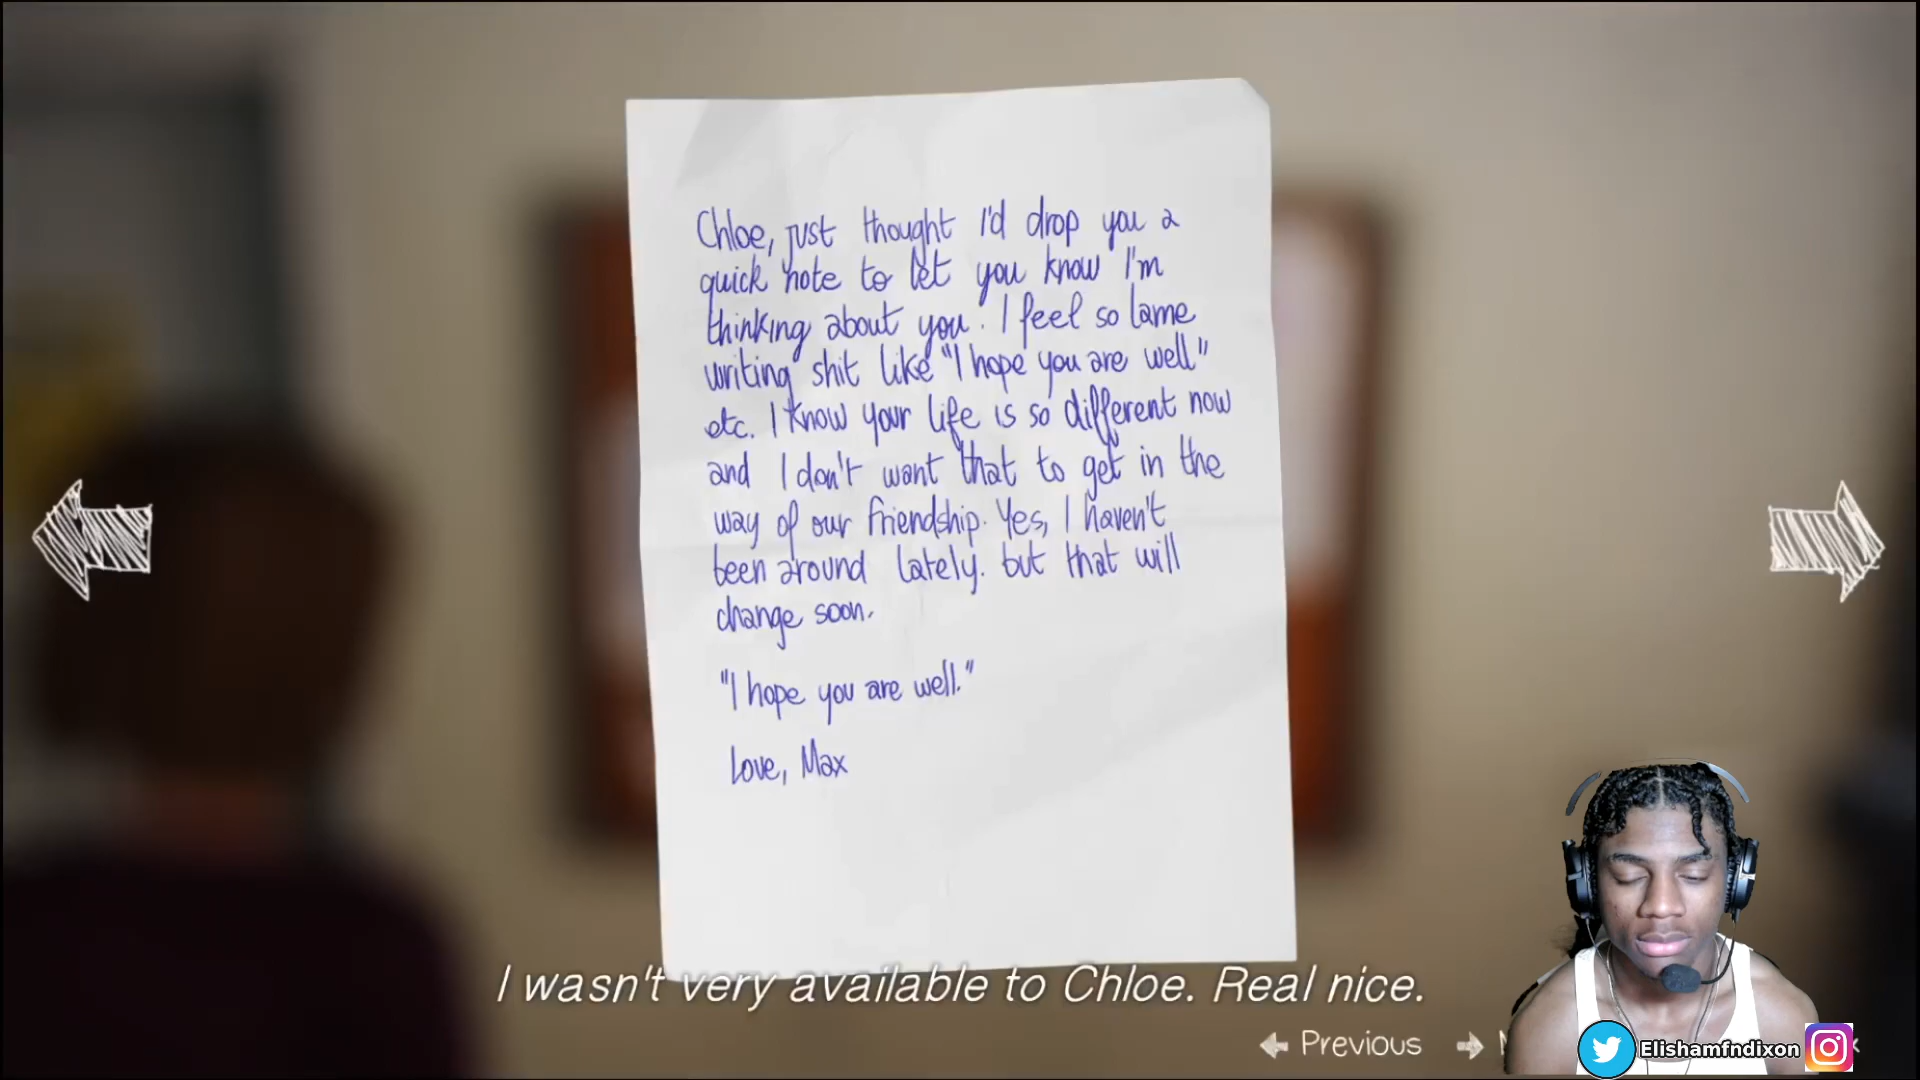 Chloe, just thought I'd drop you a
quick note to let you know I'm
thinking about you. I feel so lame
writing shit like "I hope you are well"
etc. I know your life is so different now
and I don't want that to get in the
way of our friendship. Yes, I haven't
been around lately. but that will
change soon.
"I hope you are well."
Love, Max
I wasn't very available to Chloe. Real nice.
Previous
Elishamfndixon